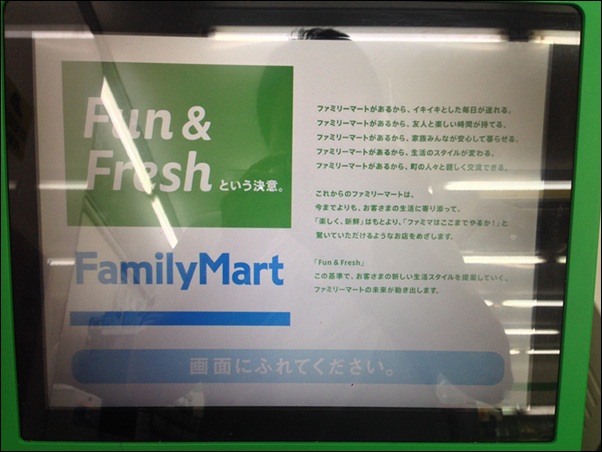 Fun &
Fresh という決意。
FamilyMart
ファミリーマートがあるから、イキイキとした毎日が送れる。
ファミリーマートがあるから、友人と楽しい時間が持てる。
ファミリーマートがあるから、家族みんなが安心して暮らせる。
ファミリーマートがあるから、生活のスタイルが変わる。
ファミリーマートがあるから、町の人々と親しく交流できる。
これからのファミリーマートは、
今までよりも、お客さまの生活に寄り添って、
「楽しく、新鮮」はもとより、「ファミマはここまでやるか!」と
驚いていただけるようなお店をめざします。
「Fun & Fresh」
この基準で、お客さまの新しい生活スタイルを提案していく。
ファミリーマートの未来が動き出します。
画面にふれてください。